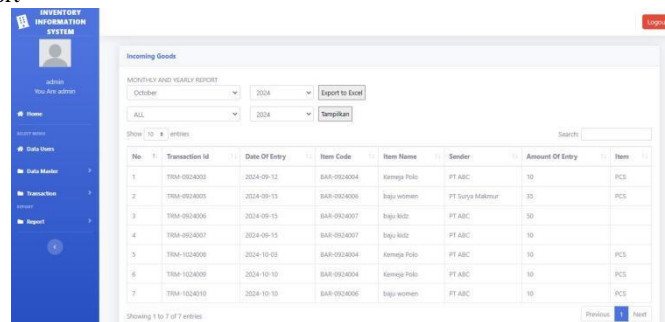 INVENTORY
INFORMATION
SYSTEM
Logout
admin
You Are admin
Home
SELECT MENU
Data Users
Data Master
Transaction
REPORT
Report
Incoming Goods
MONTHLY AND YEARLY REPORT
October 2024 Export to Excel
ALL 2024 Tampilkan
Show 10 entries Search:
No Transaction Id Date Of Entry Item Code Item Name Sender Amount Of Entry Item
1 TRM-0924003 2024-09-12 BAR-0924004 Kemeja Polo PT ABC 10 PCS
2 TRM-0924005 2024-09-15 BAR-0924006 baju women PT Surya Makmur 35 PCS
3 TRM-0924006 2024-09-15 BAR-0924007 baju kidz PT ABC 50
4 TRM-0924007 2024-09-15 BAR-0924007 baju kidz PT ABC 10
5 TRM-1024008 2024-10-03 BAR-0924004 Kemeja Polo PT ABC 10 PCS
6 TRM-1024009 2024-10-10 BAR-0924004 Kemeja Polo PT ABC 10 PCS
7 TRM-1024010 2024-10-10 BAR-0924006 baju women PT ABC 10 PCS
Showing 1 to 7 of 7 entries
Previous 1 Next